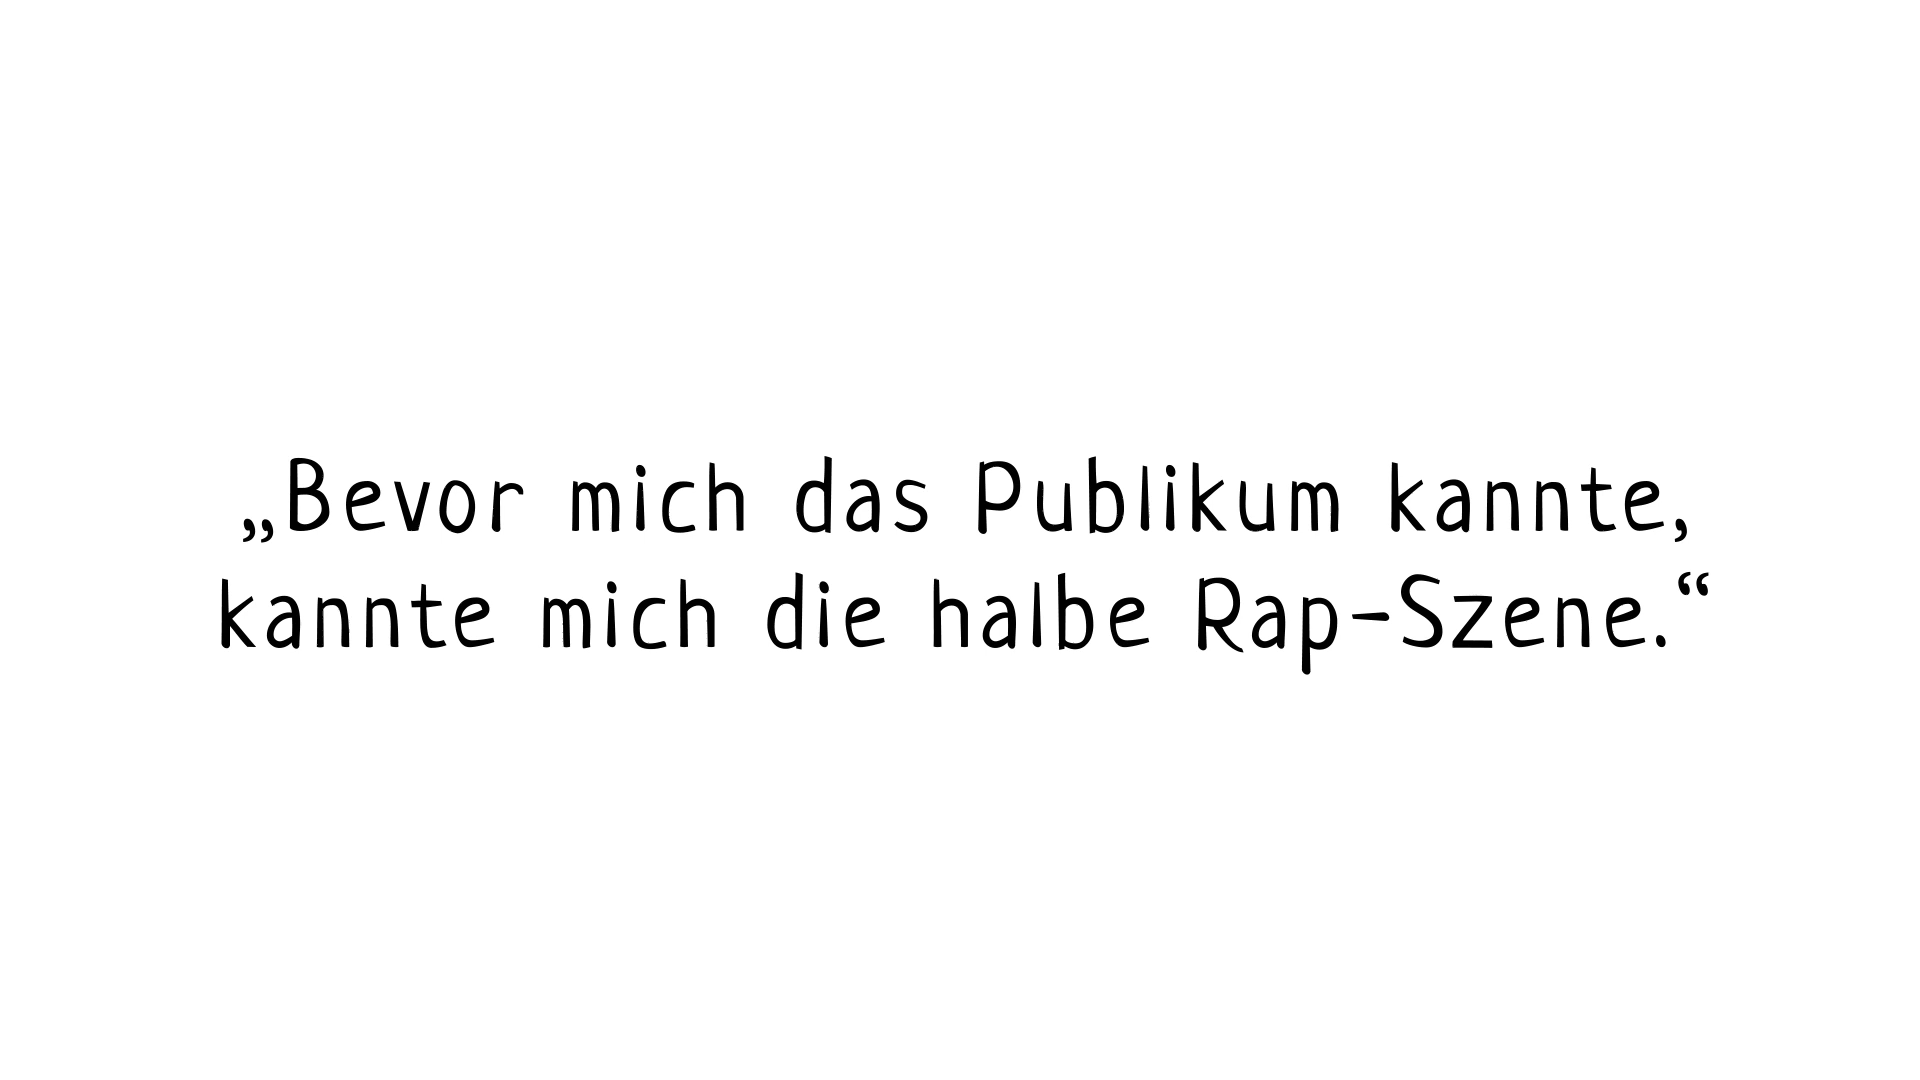 „Bevor mich das Publikum kannte,
kannte mich die halbe Rap-Szene.“